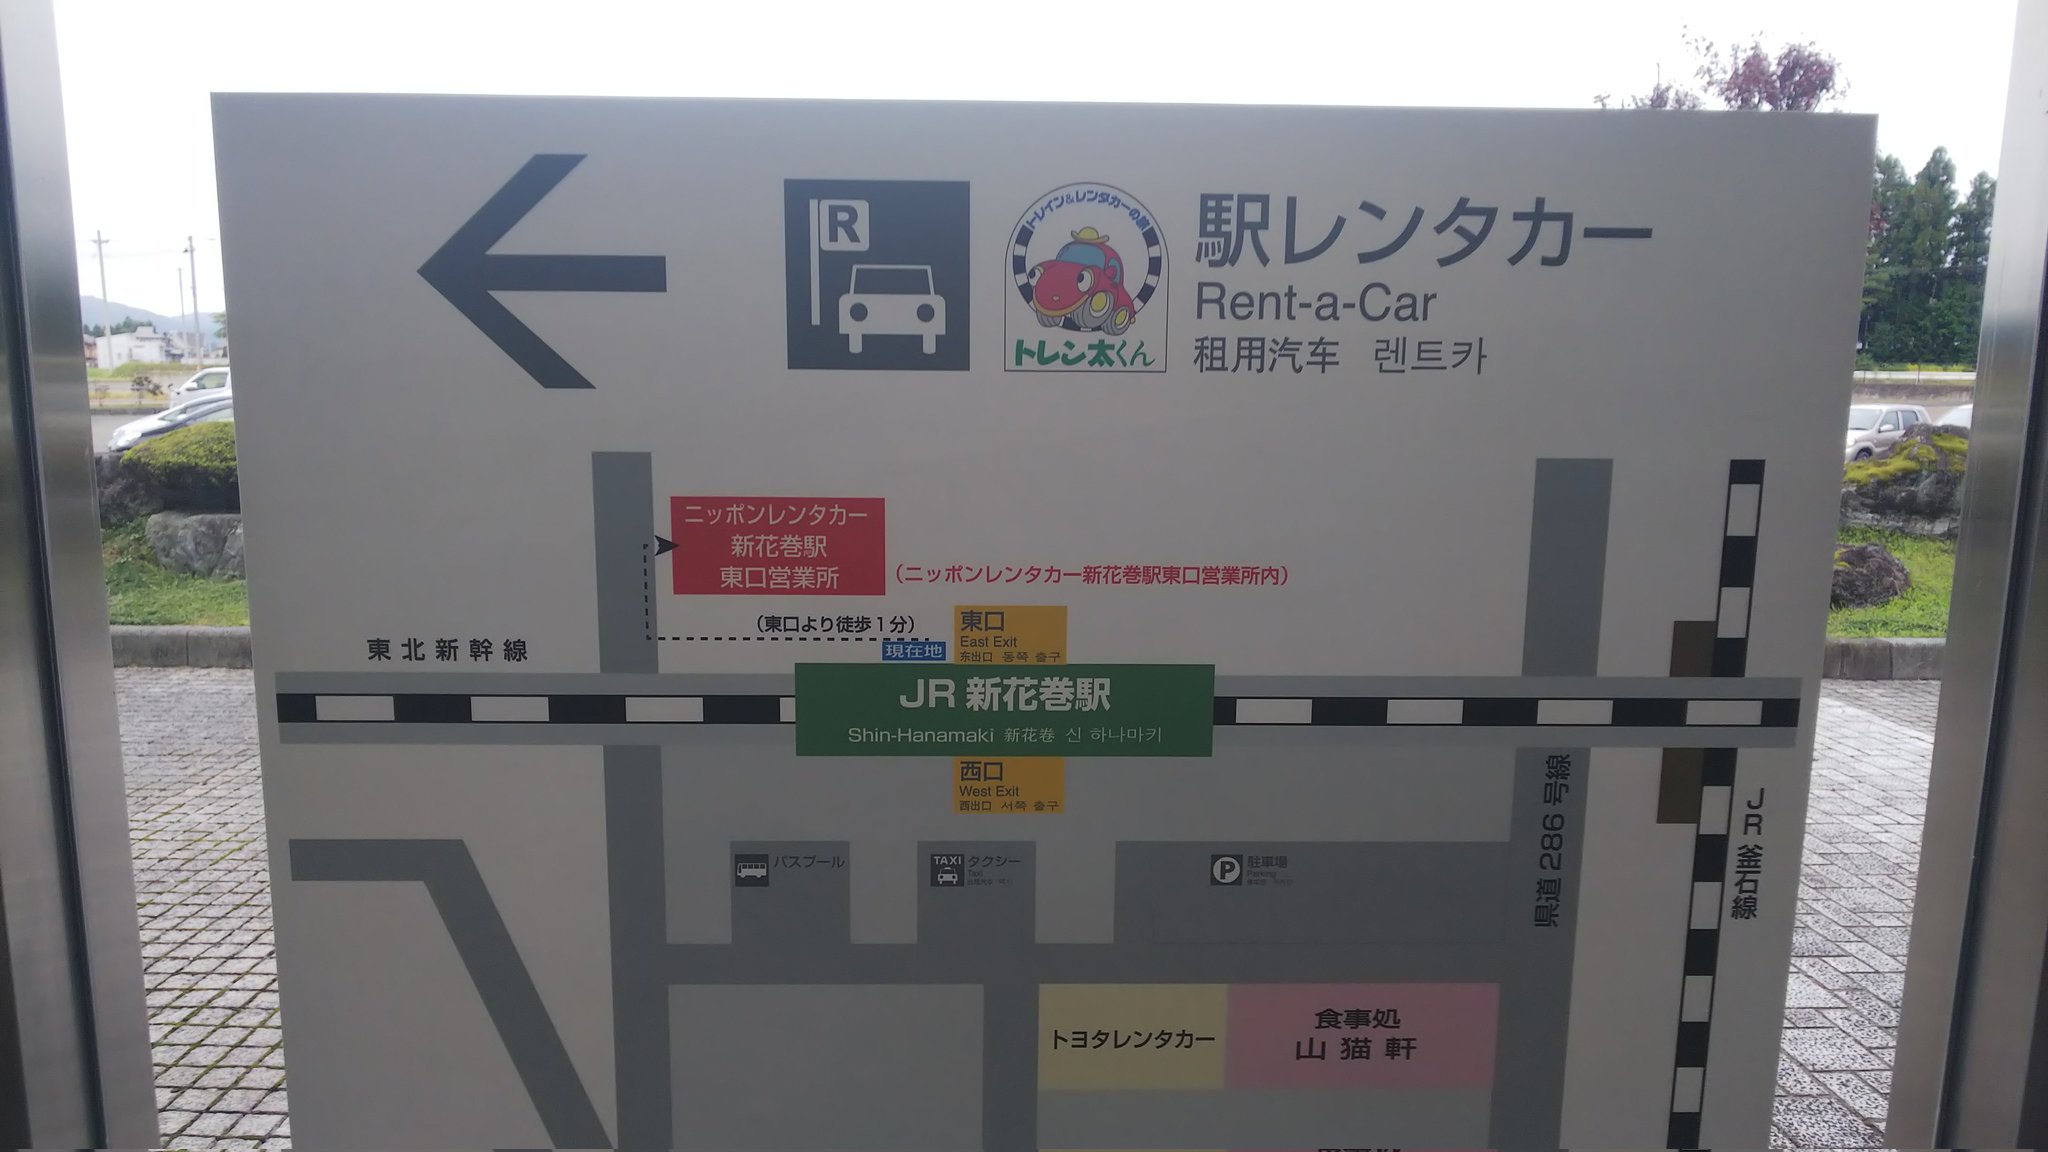 R
トレイン&レンタカーの旅
トレン太くん
駅レンタカー
Rent-a-Car
租用汽车 렌트카
ニッポンレンタカー
新花巻駅
東口営業所
(ニッポンレンタカー新花巻駅東口営業所内)
(東口より徒歩1分)
現在地
東口
East Exit
东出口 동쪽 출구
東北新幹線
JR 新花巻駅
Shin-Hanamaki 新花卷 신 하나마키
西口
West Exit
西出口 서쪽 출구
バスプール
TAXI
タクシー
Taxi
P
駐車場
Parking
県道 286 号線
JR 釜石線
トヨタレンタカー
食事処
山猫軒